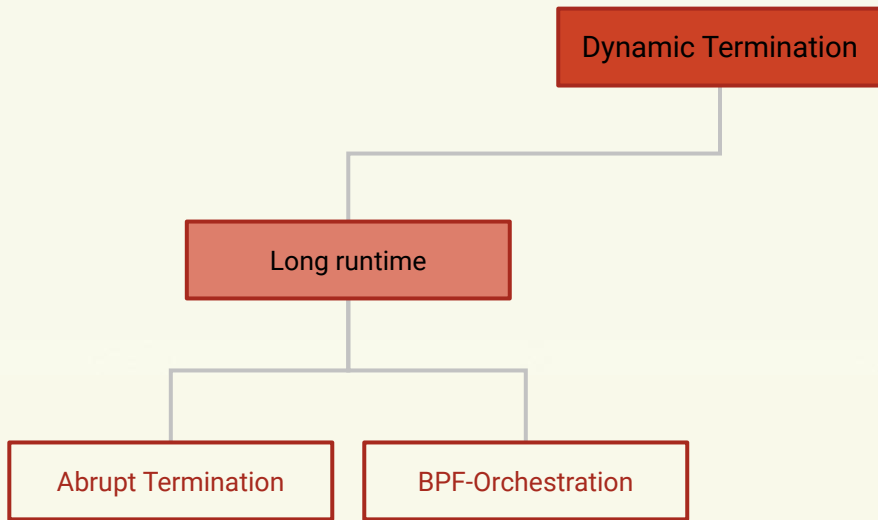 Dynamic Termination
Long runtime
Abrupt Termination
BPF-Orchestration